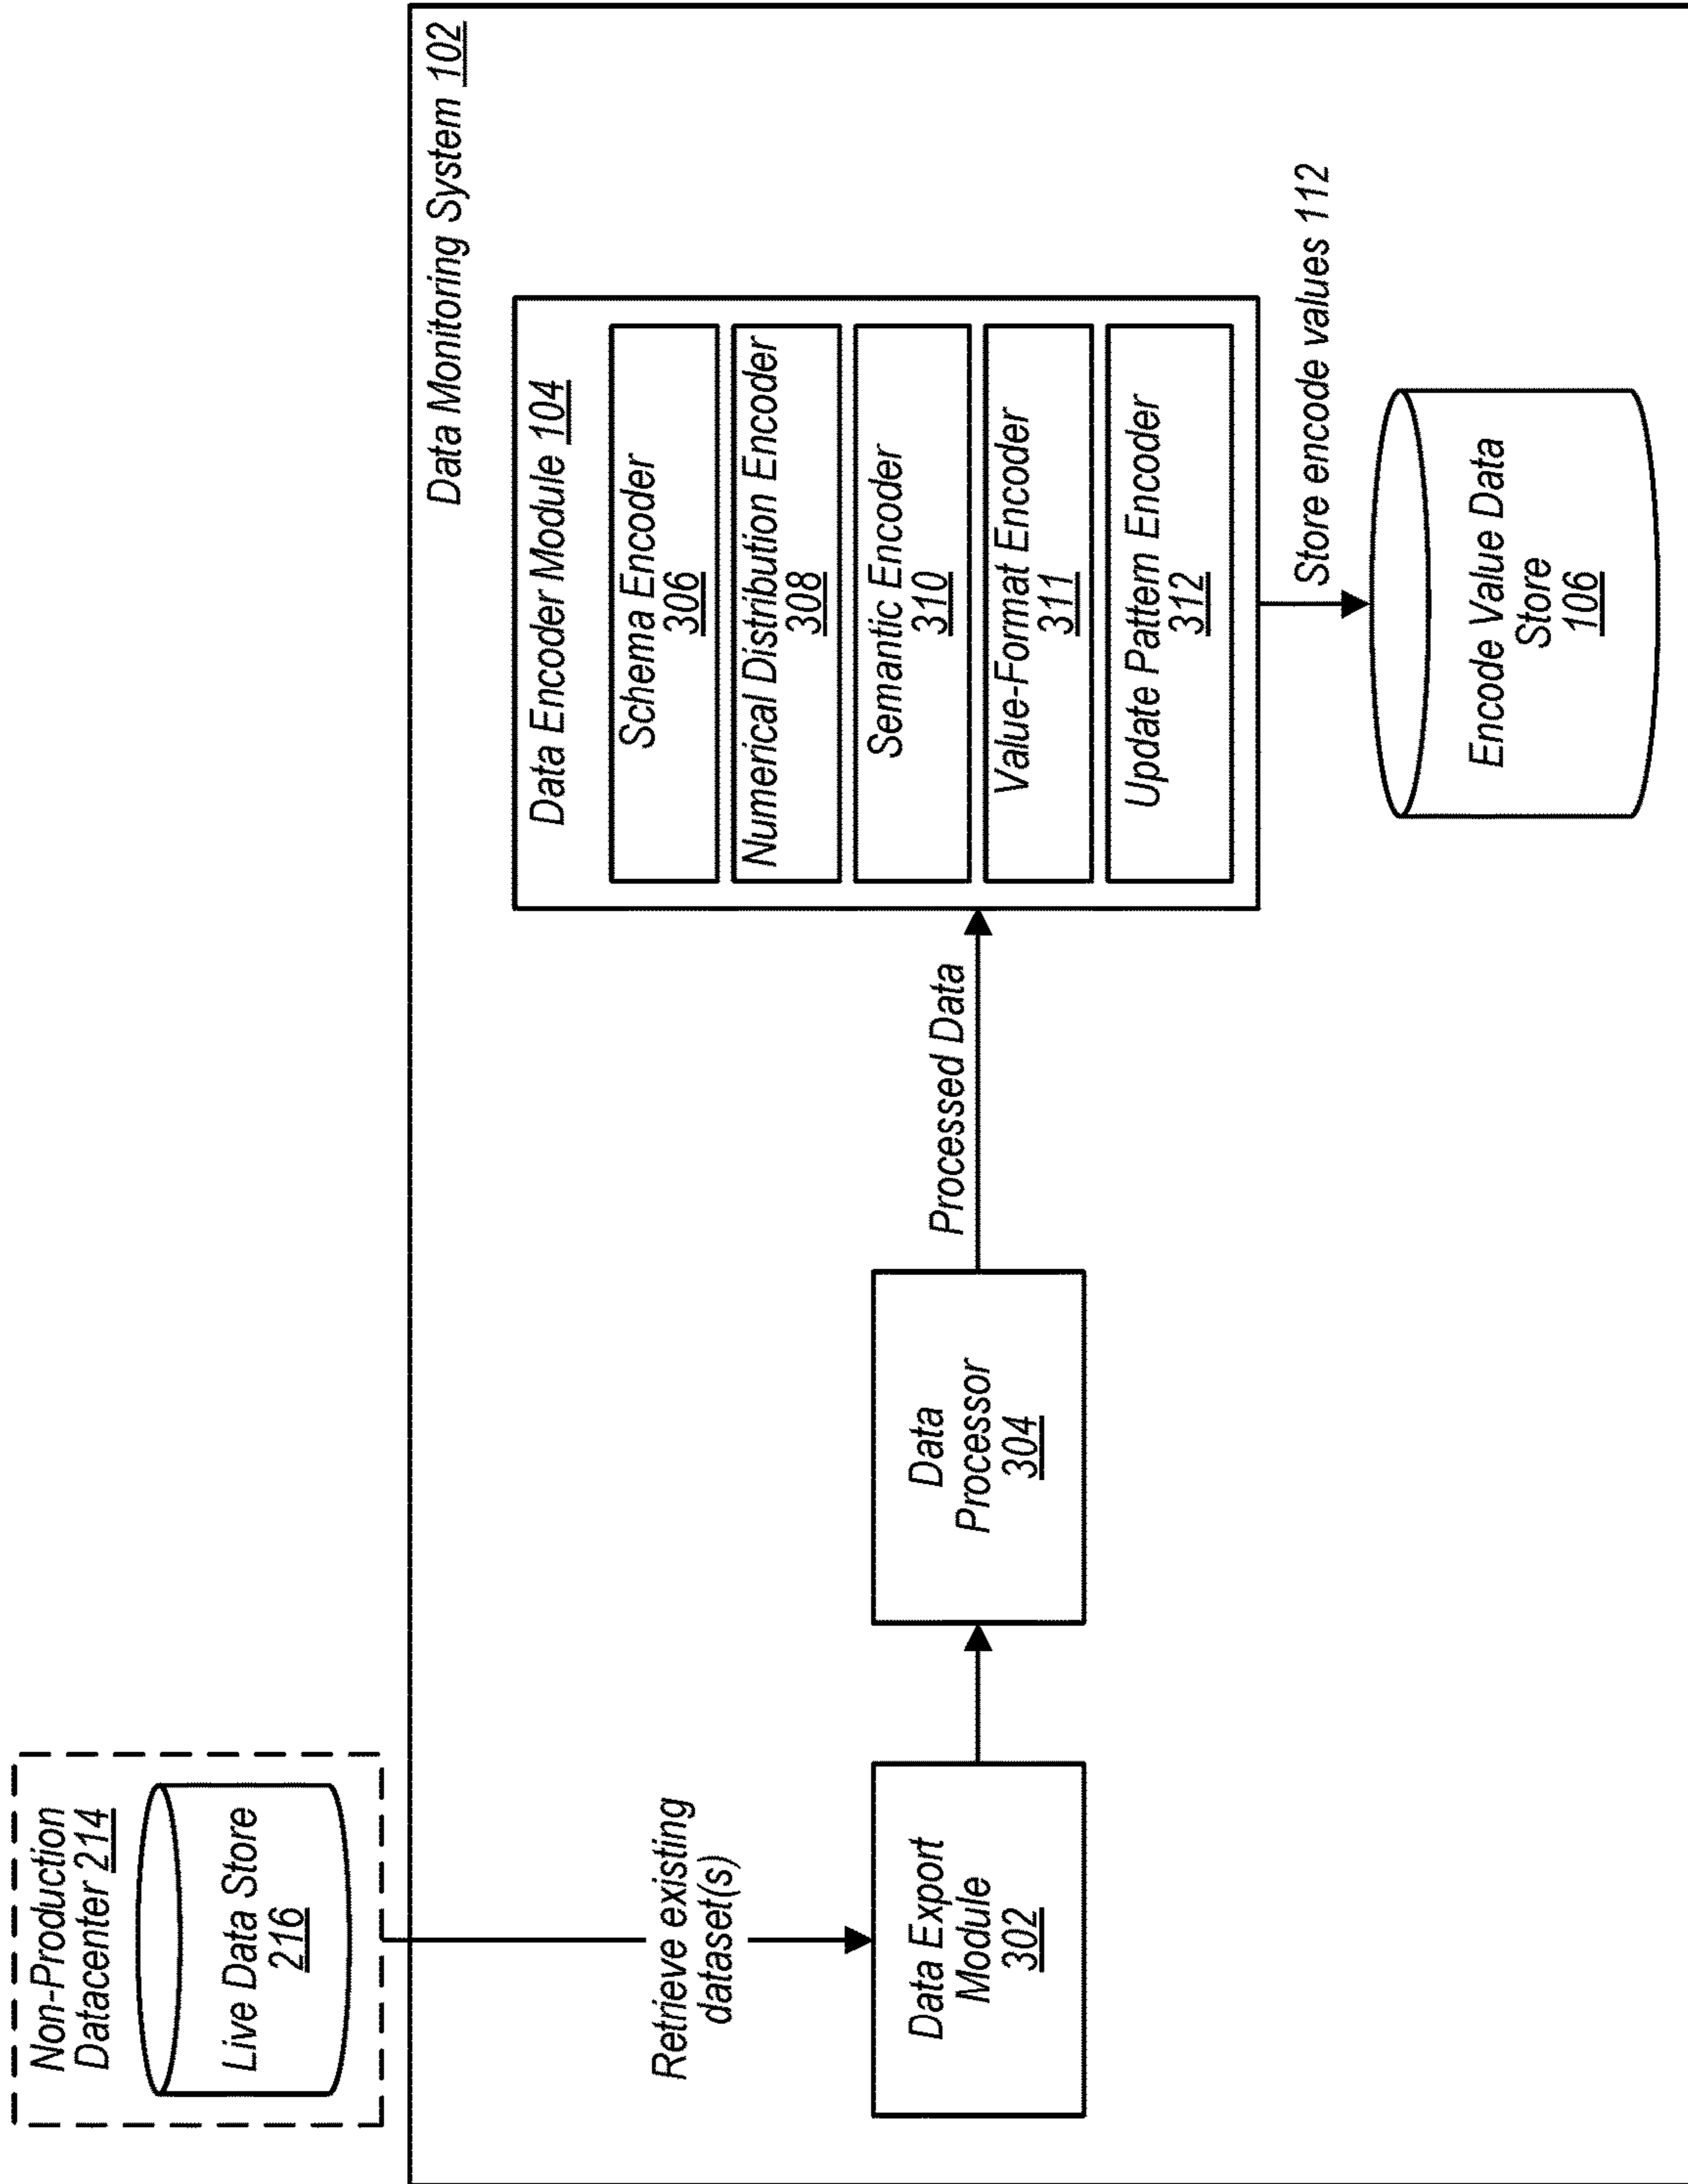 Non-Production
Datacenter 214
Live Data Store
216
Data Monitoring System 102
Retrieve existing
dataset(s)
Data Export
Module
302
Data
Processor
304
Processed Data
Data Encoder Module 104
Schema Encoder
306
Numerical Distribution Encoder
308
Semantic Encoder
310
Value-Format Encoder
311
Update Pattern Encoder
312
Store encode values 112
Encode Value Data
Store
106